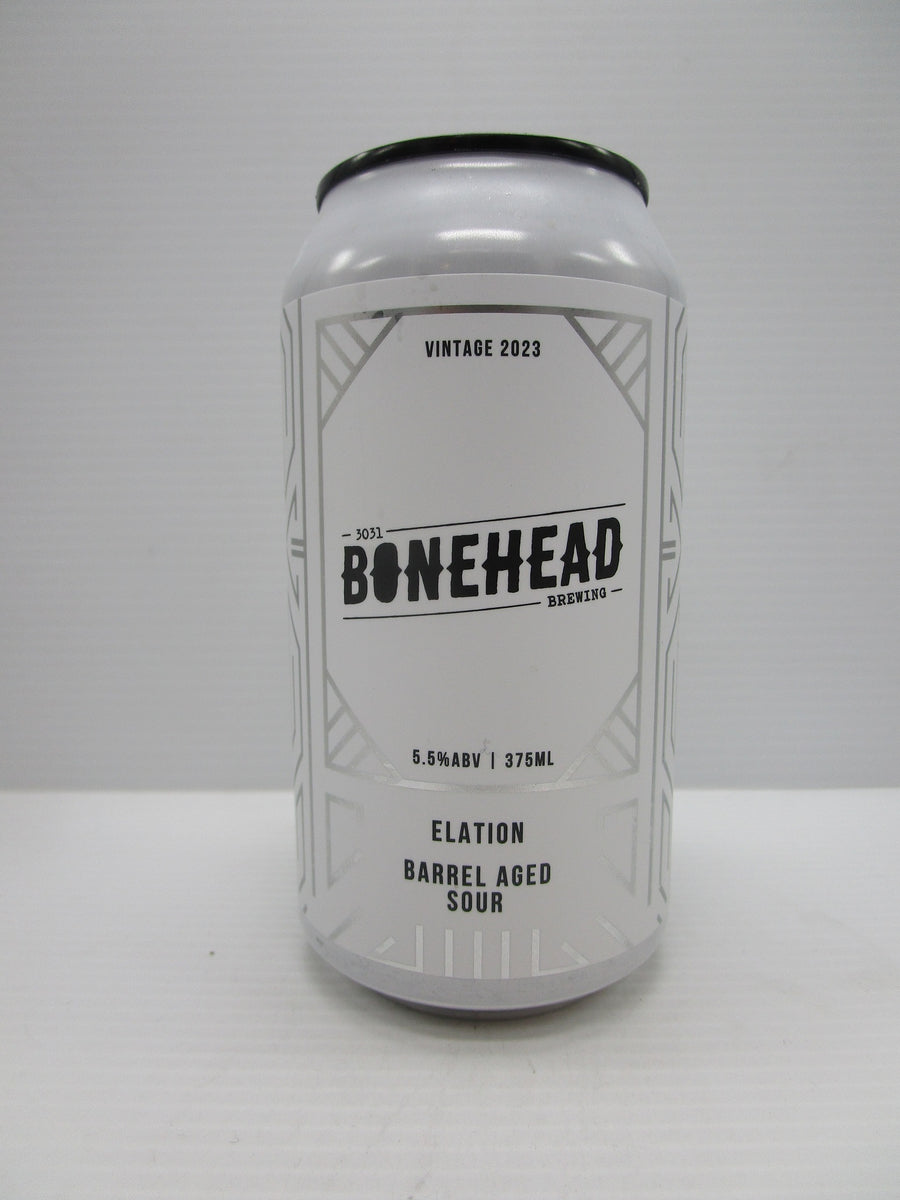 VINTAGE 2023
3031
BONEHEAD
BREWING
5.5%ABV | 375ML
ELATION
BARREL AGED
SOUR